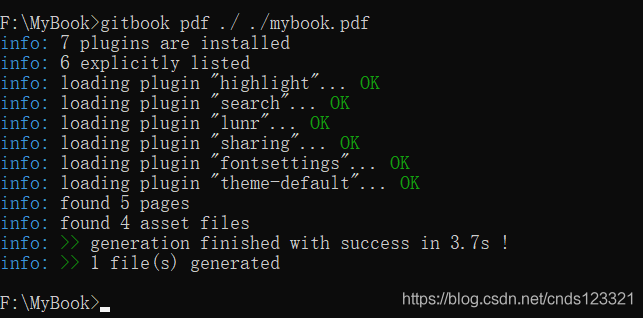 F:\MyBook>gitbook pdf ./ ./mybook.pdf
info: 7 plugins are installed
info: 6 explicitly listed
info: loading plugin "highlight"... OK
info: loading plugin "search"... OK
info: loading plugin "lunr"... OK
info: loading plugin "sharing"... OK
info: loading plugin "fontsettings"... OK
info: loading plugin "theme-default"... OK
info: found 5 pages
info: found 4 asset files
info: >> generation finished with success in 3.7s !
info: >> 1 file(s) generated
F:\MyBook>
https://blog.csdn.net/cnds123321